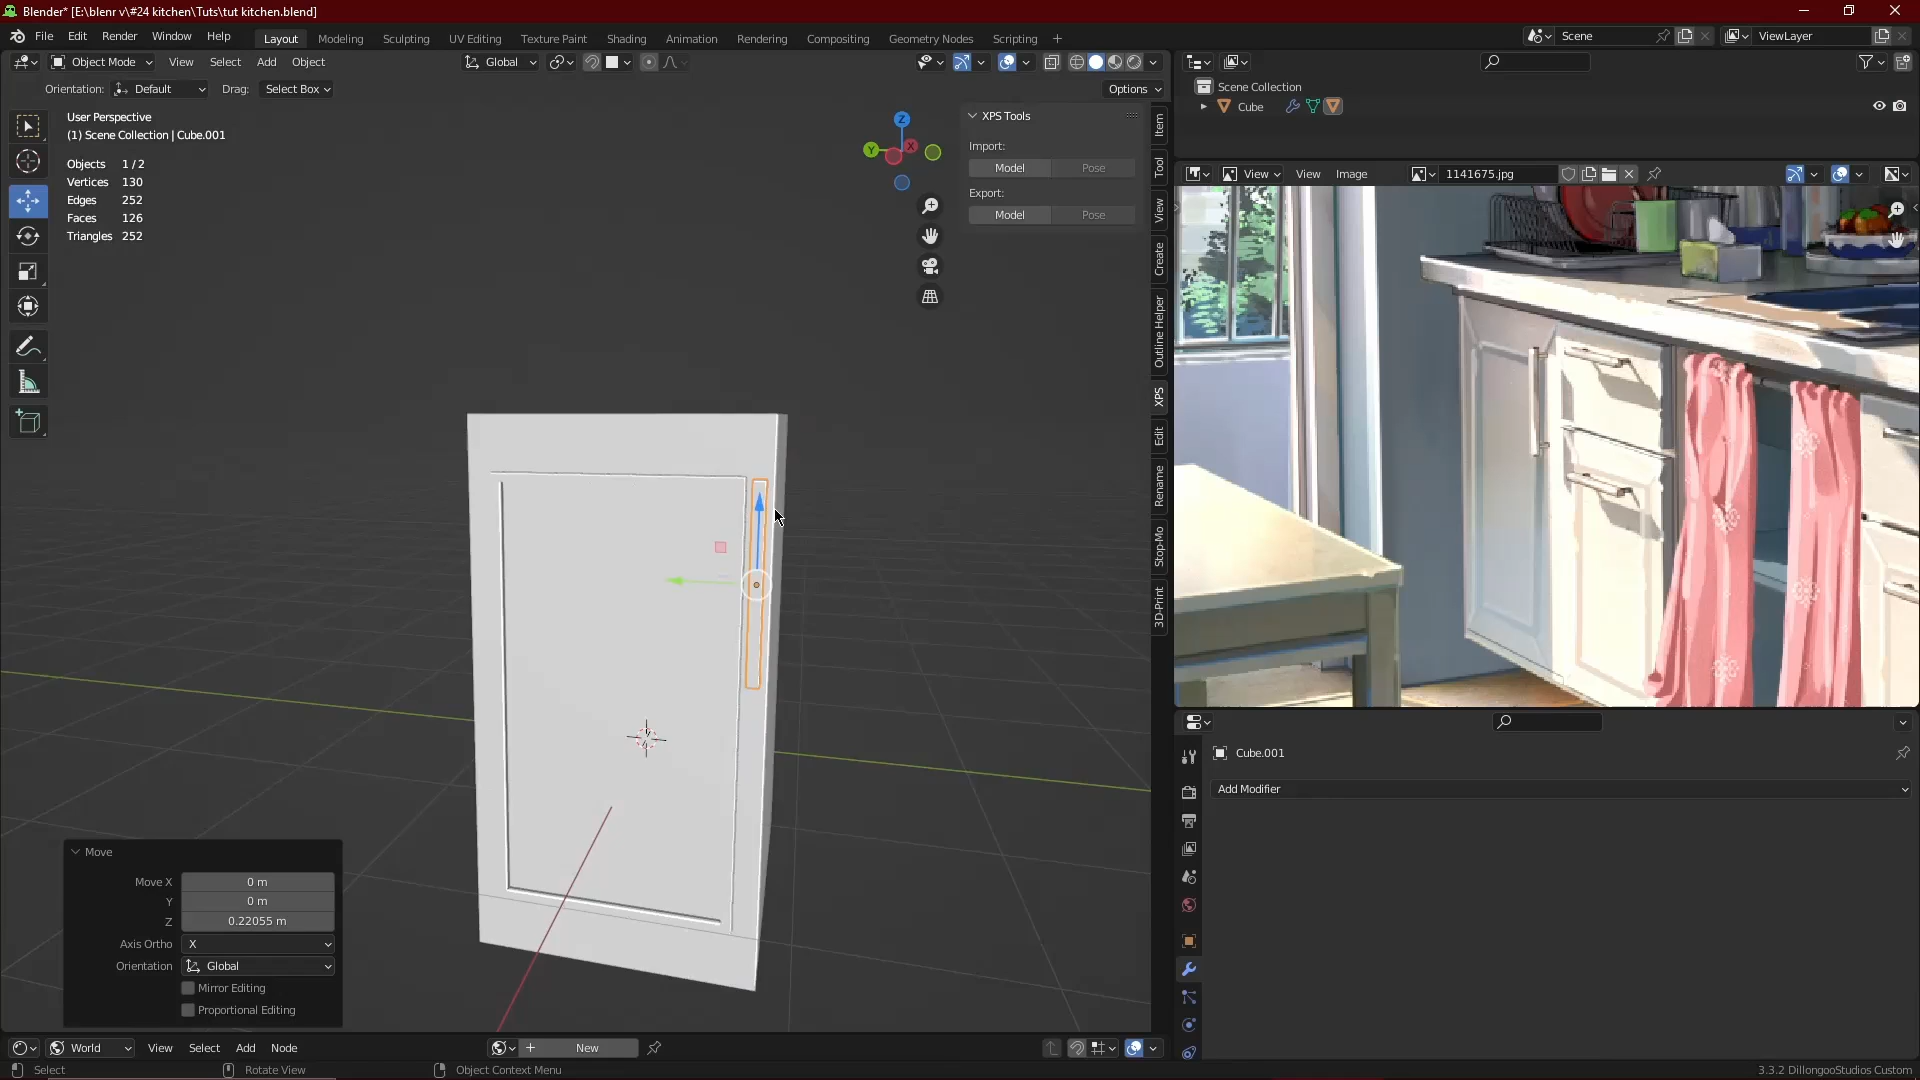 Blender* [E:\blenr v\#24 kitchen\Tuts\tut kitchen.blend]
File Edit Render Window Help Layout Modeling Sculpting UV Editing Texture Paint Shading Animation Rendering Compositing Geometry Nodes Scripting + Scene ViewLayer
Object Mode View Select Add Object Global
Orientation: Default Drag: Select Box Options
User Perspective
(1) Scene Collection | Cube.001
Objects 1 / 2
Vertices 130
Edges 252
Faces 126
Triangles 252
Z
Y
X
XPS Tools
Import:
Model Pose
Export:
Model Pose
Item
Tool
View
Create
Outline Helper
XPS
Edit
Rename
Stop-Mo
3D-Print
Scene Collection
Cube
View View Image 1141675.jpg
Cube.001
Add Modifier
Move
Move X 0 m
Y 0 m
Z 0.22055 m
Axis Ortho X
Orientation Global
Mirror Editing
Proportional Editing
World View Select Add Node New
Select Rotate View Object Context Menu 3.3.2 DillongooStudios Custom